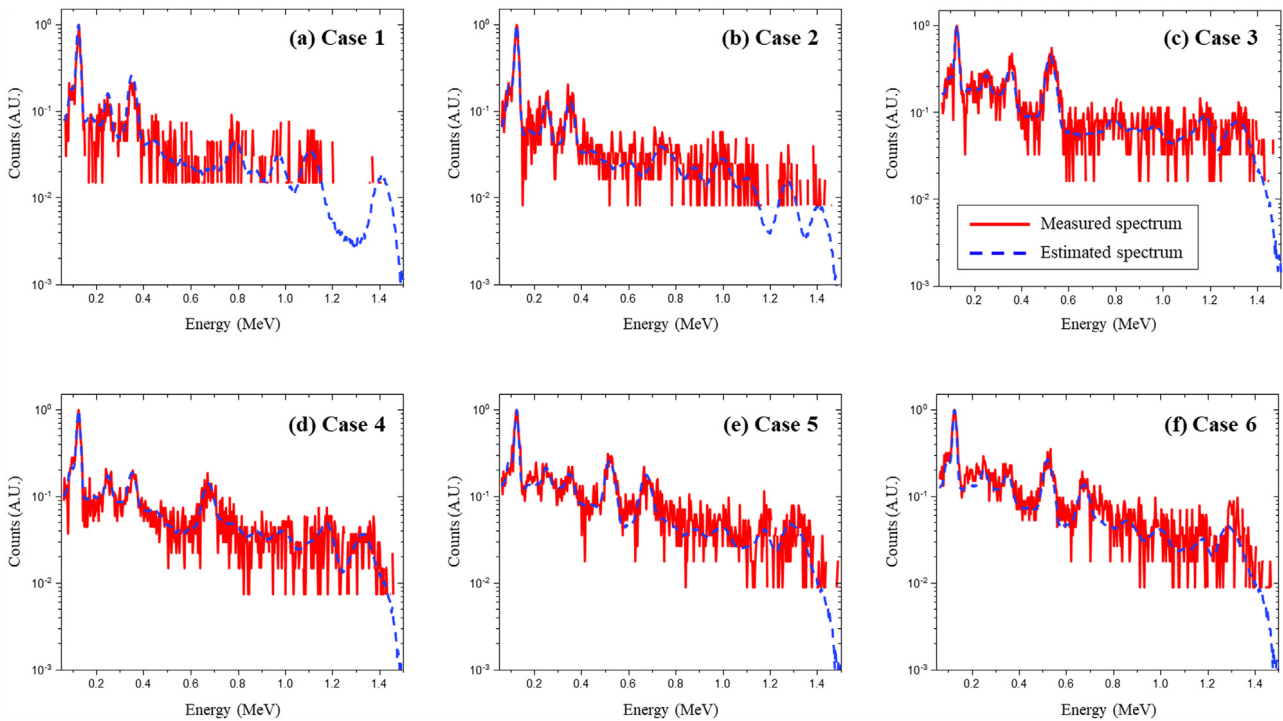 (a) Case 1
10⁰
10⁻¹
10⁻²
10⁻³
Counts (A.U.)
0.2 0.4 0.6 0.8 1.0 1.2 1.4
Energy (MeV)
(b) Case 2
10⁰
10⁻¹
10⁻²
10⁻³
Counts (A.U.)
0.2 0.4 0.6 0.8 1.0 1.2 1.4
Energy (MeV)
(c) Case 3
10⁰
10⁻¹
10⁻²
10⁻³
Counts (A.U.)
Measured spectrum
Estimated spectrum
0.2 0.4 0.6 0.8 1.0 1.2 1.4
Energy (MeV)
(d) Case 4
10⁰
10⁻¹
10⁻²
10⁻³
Counts (A.U.)
0.2 0.4 0.6 0.8 1.0 1.2 1.4
Energy (MeV)
(e) Case 5
10⁰
10⁻¹
10⁻²
10⁻³
Counts (A.U.)
0.2 0.4 0.6 0.8 1.0 1.2 1.4
Energy (MeV)
(f) Case 6
10⁰
10⁻¹
10⁻²
10⁻³
Counts (A.U.)
0.2 0.4 0.6 0.8 1.0 1.2 1.4
Energy (MeV)